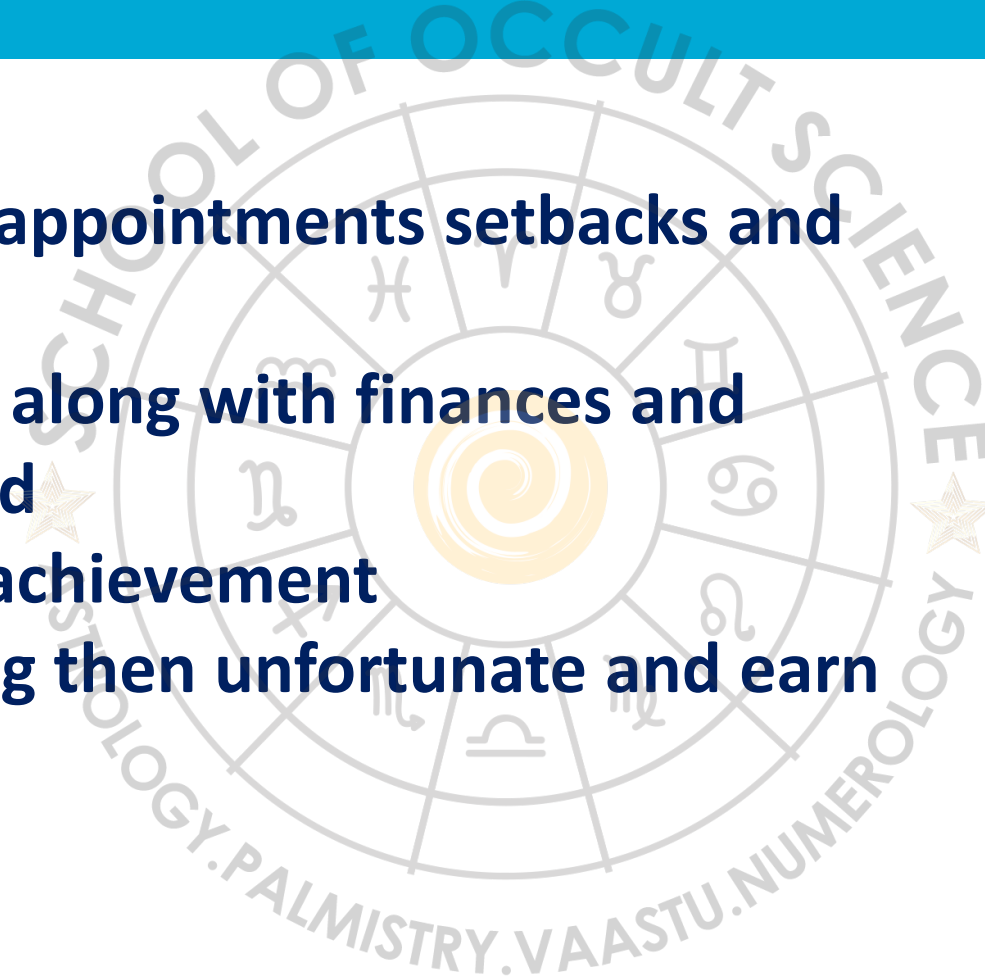 SCHOOL OF OCCULT SCIENCE
appointments setbacks and
along with finances and
d
achievement
g then unfortunate and earn
ASTROLOGY.PALMISTRY.VAASTU.NUMEROLOGY